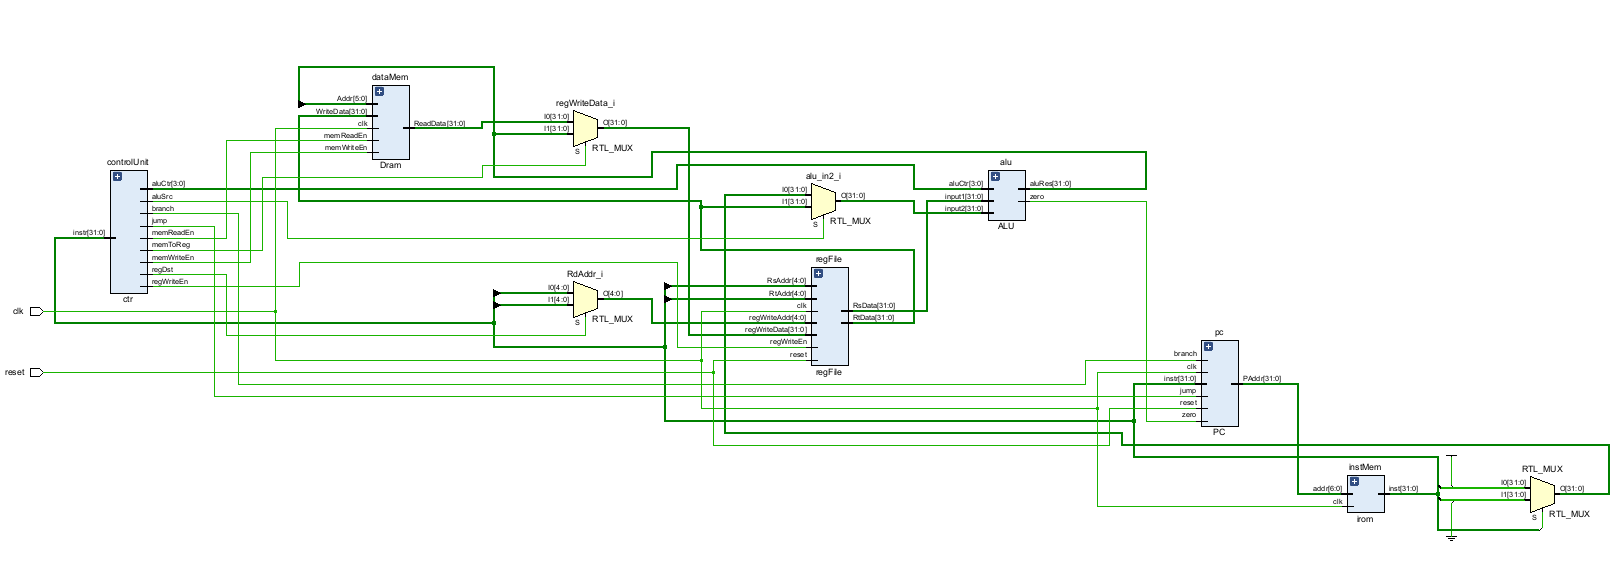 dataMem
Addr[5:0]
WriteData[31:0]
clk
memReadEn
memWriteEn
ReadData[31:0]
Dram
regWriteData_i
I0[31:0]
I1[31:0]
S
O[31:0]
RTL_MUX
controlUnit
instr[31:0]
aluCtr[3:0]
aluSrc
branch
jump
memReadEn
memToReg
memWriteEn
regDst
regWriteEn
ctr
alu_in2_i
I0[31:0]
I1[31:0]
S
O[31:0]
RTL_MUX
alu
aluCtr[3:0]
input1[31:0]
input2[31:0]
aluRes[31:0]
zero
ALU
RdAddr_i
I0[4:0]
I1[4:0]
S
O[4:0]
RTL_MUX
regFile
RsAddr[4:0]
RtAddr[4:0]
clk
regWriteAddr[4:0]
regWriteData[31:0]
regWriteEn
reset
RsData[31:0]
RtData[31:0]
regFile
clk
reset
pc
branch
clk
instr[31:0]
jump
reset
zero
PAddr[31:0]
PC
instMem
addr[6:0]
clk
inst[31:0]
irom
RTL_MUX
I0[31:0]
I1[31:0]
S
O[31:0]
RTL_MUX